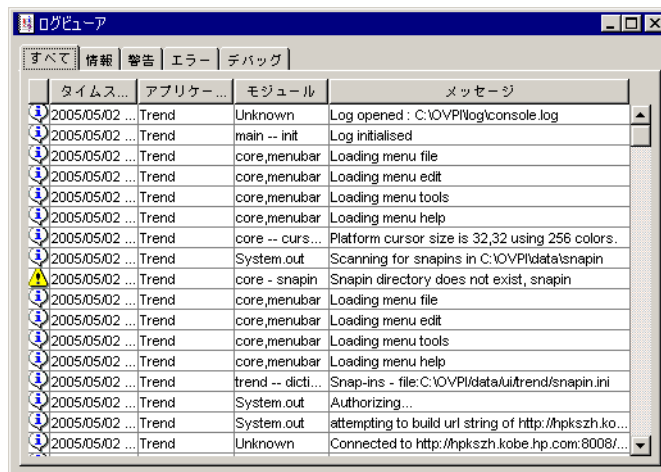 ログビューア
すべて 情報 警告 エラー デバッグ
タイムス... アプリケー... モジュール メッセージ
2005/05/02 ... Trend Unknown Log opened : C:\OVPI\log\console.log
2005/05/02 ... Trend main -- init Log initialised
2005/05/02 ... Trend core,menubar Loading menu file
2005/05/02 ... Trend core,menubar Loading menu edit
2005/05/02 ... Trend core,menubar Loading menu tools
2005/05/02 ... Trend core,menubar Loading menu help
2005/05/02 ... Trend core -- curs... Platform cursor size is 32,32 using 256 colors.
2005/05/02 ... Trend System.out Scanning for snapins in C:\OVPI\data\snapin
2005/05/02 ... Trend core - snapin Snapin directory does not exist, snapin
2005/05/02 ... Trend core,menubar Loading menu file
2005/05/02 ... Trend core,menubar Loading menu edit
2005/05/02 ... Trend core,menubar Loading menu tools
2005/05/02 ... Trend core,menubar Loading menu help
2005/05/02 ... Trend trend -- dicti... Snap-ins - file:C:\OVPI/data/ui/trend/snapin.ini
2005/05/02 ... Trend System.out Authorizing...
2005/05/02 ... Trend System.out attempting to build url string of http://hpkszh.ko...
2005/05/02 ... Trend Unknown Connected to http://hpkszh.kobe.hp.com:8008/...